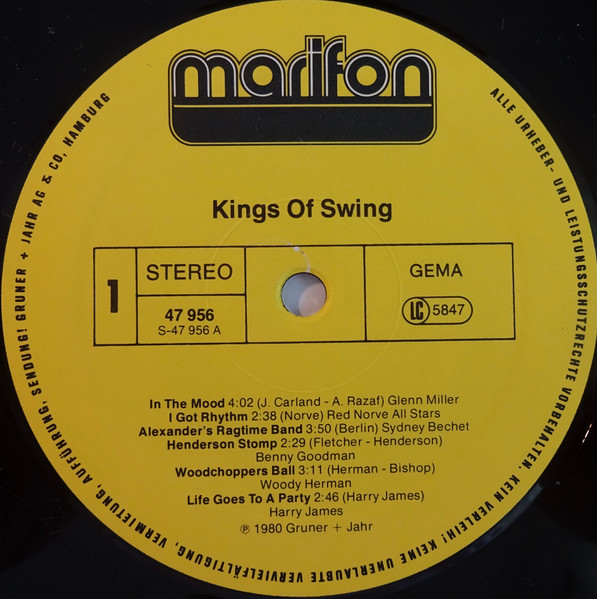 marifon
Kings Of Swing
1
STEREO
47 956
S-47 956 A
GEMA
LC 5847
In The Mood 4:02 (J. Carland - A. Razaf) Glenn Miller
I Got Rhythm 2:38 (Norve) Red Norve All Stars
Alexander's Ragtime Band 3:50 (Berlin) Sydney Bechet
Henderson Stomp 2:29 (Fletcher - Henderson)
Benny Goodman
Woodchoppers Ball 3:11 (Herman - Bishop)
Woody Herman
Life Goes To A Party 2:46 (Harry James)
Harry James
℗ 1980 Gruner + Jahr
ALLE URHEBER- UND LEISTUNGSSCHUTZRECHTE VORBEHALTEN. KEIN VERLEIH! KEINE UNERLAUBTE VERVIELFÄLTIGUNG, VERMIETUNG, AUFFÜHRUNG, SENDUNG! GRUNER + JAHR AG & CO, HAMBURG